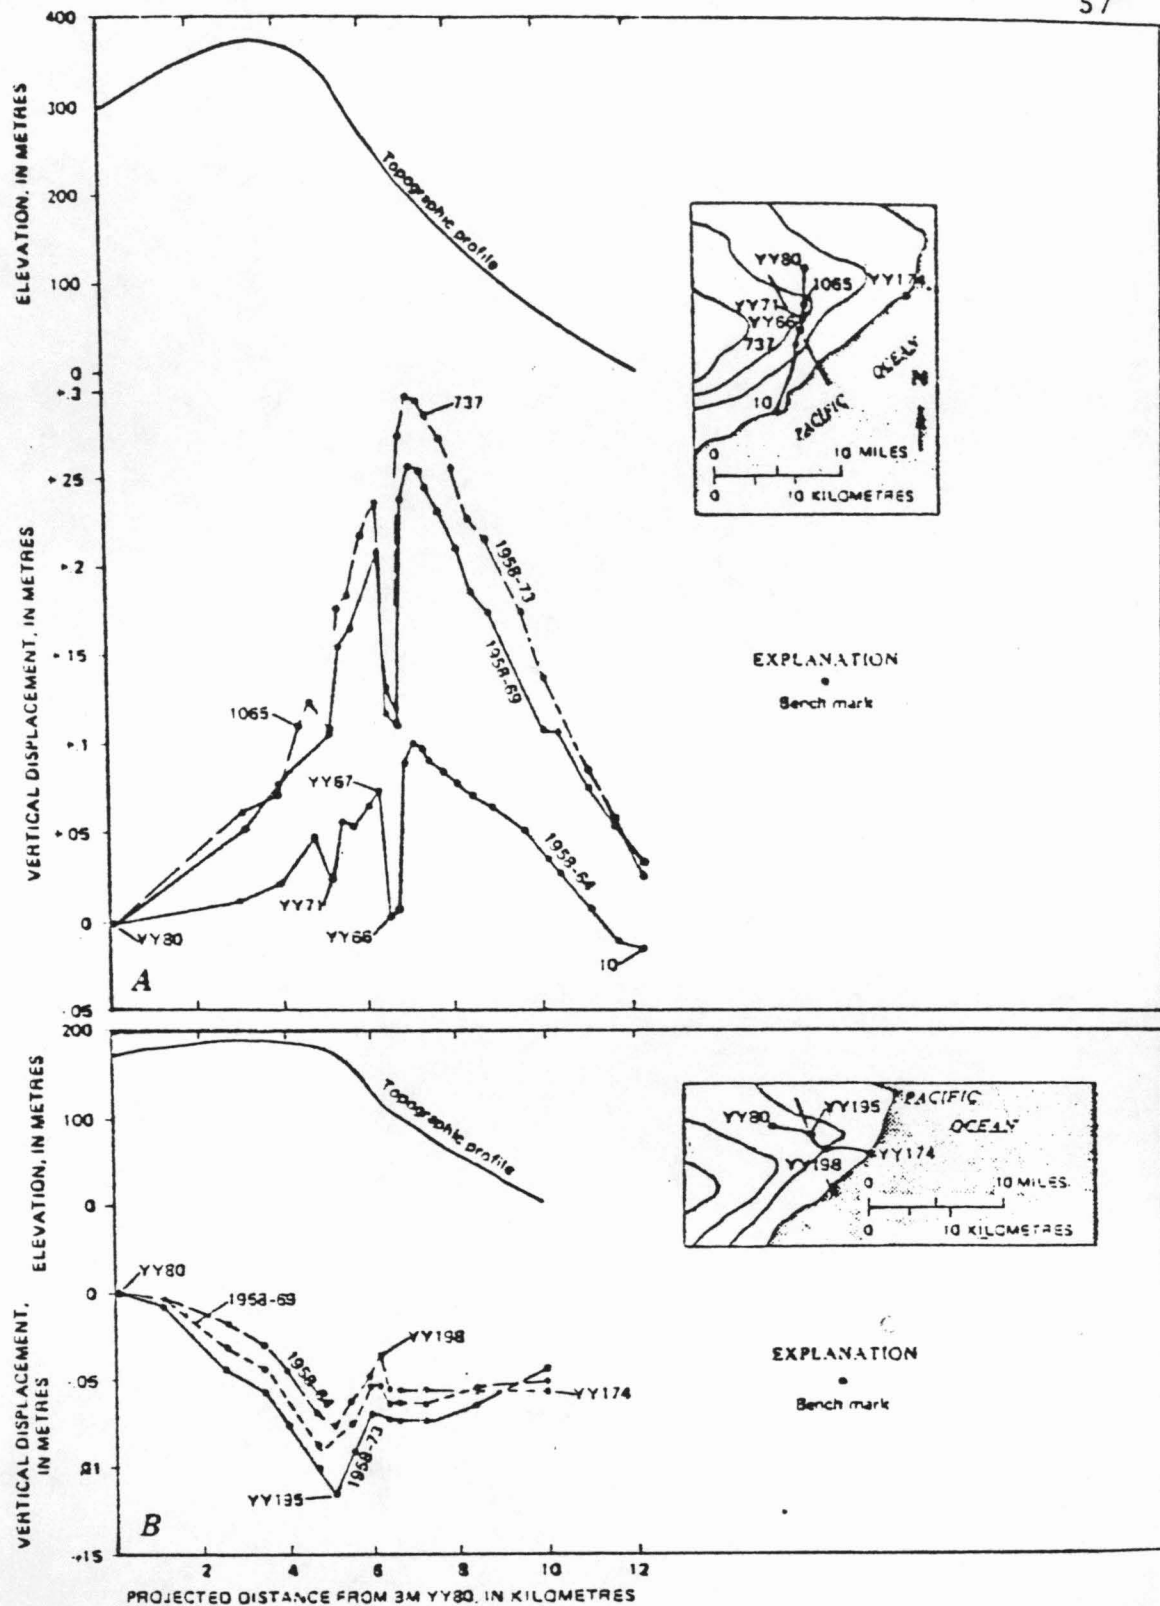 57
400
300
200
100
0
ELEVATION, IN METRES
Topographic profile
+.3
+.25
+.2
+.15
+.1
+.05
0
.05
VERTICAL DISPLACEMENT, IN METRES
737
1958-73
1958-69
1065
YY67
YY71
YY66
1958-64
YY80
10
A
YY80
1065
YY174
YY71
YY66
737
10
PACIFIC
OCEAN
N
0 10 MILES
0 10 KILOMETRES
EXPLANATION
Bench mark
200
100
0
ELEVATION, IN METRES
Topographic profile
0
.05
VERTICAL DISPLACEMENT,
IN METRES
YY80
1958-69
1958-64
YY198
YY174
1958-73
YY195
B
PACIFIC
OCEAN
YY80
YY195
YY198
YY174
0 10 MILES
0 10 KILOMETRES
EXPLANATION
Bench mark
2 4 6 8 10 12
PROJECTED DISTANCE FROM BM YY80, IN KILOMETRES